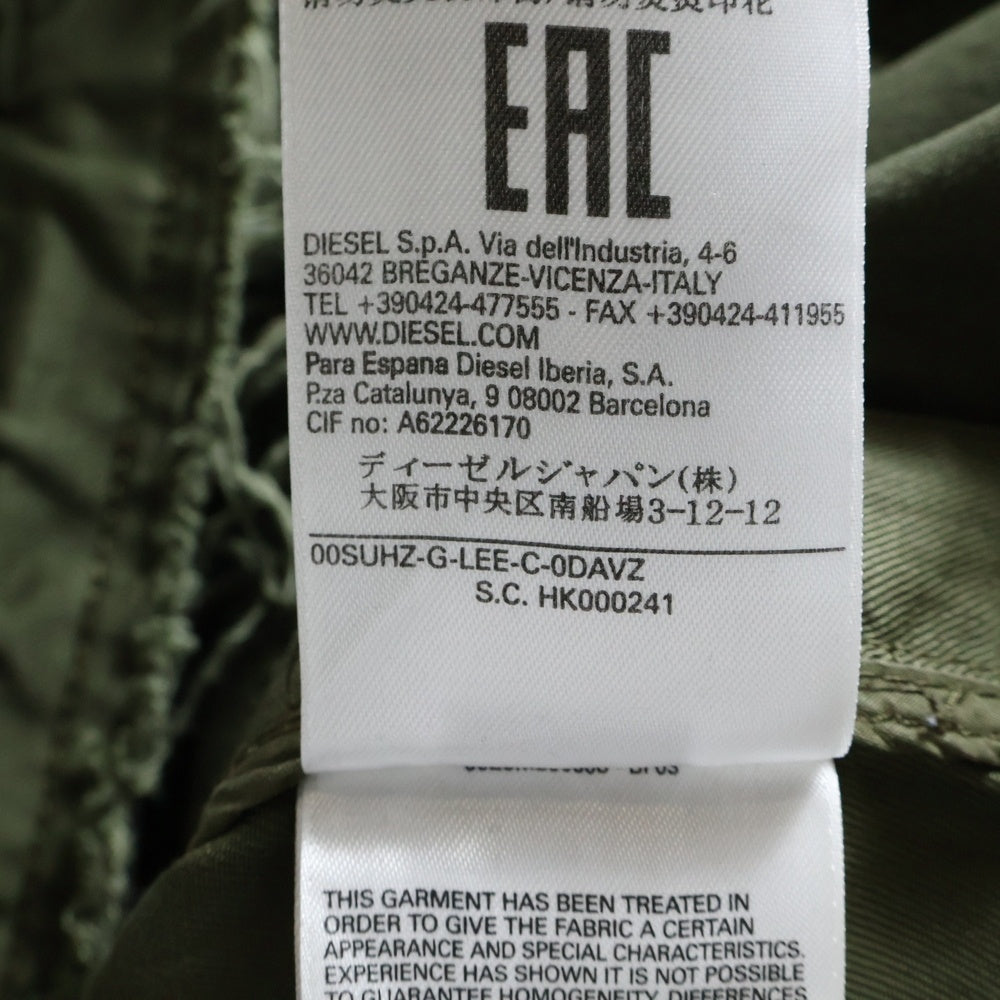 EAC
DIESEL S.p.A. Via dell'Industria, 4-6
36042 BREGANZE-VICENZA-ITALY
TEL +390424-477555 - FAX +390424-411955
WWW.DIESEL.COM
Para Espana Diesel Iberia, S.A.
P.za Catalunya, 9 08002 Barcelona
CIF no: A62226170
ディーゼルジャパン(株)
大阪市中央区南船場3-12-12
00SUHZ-G-LEE-C-0DAVZ
S.C. HK000241
THIS GARMENT HAS BEEN TREATED IN
ORDER TO GIVE THE FABRIC A CERTAIN
APPEARANCE AND SPECIAL CHARACTERISTICS.
EXPERIENCE HAS SHOWN IT IS NOT POSSIBLE
TO GUARANTEE HOMOGENEITY. DIFFERENCES